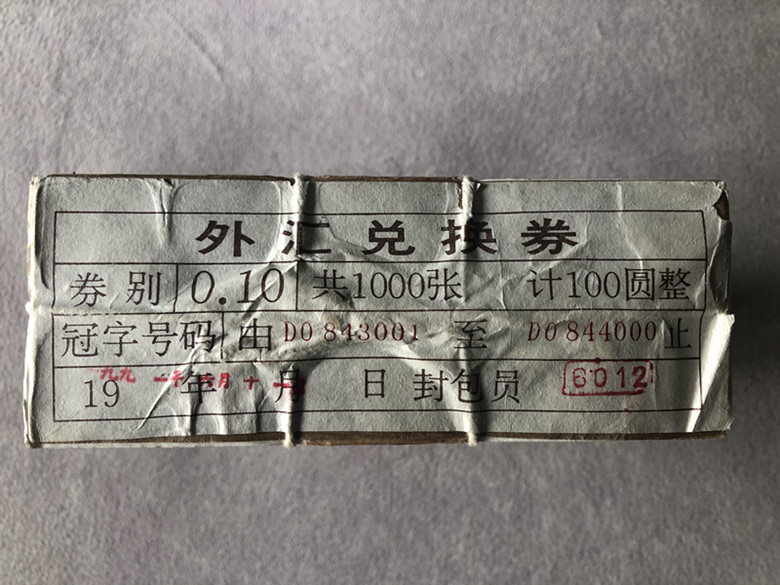 外汇兑换券
券别 0.10 共1000张 计100圆整
冠字号码 由 DO 843001 至 DO 844000 止
19 年 月 日 封包员 6012